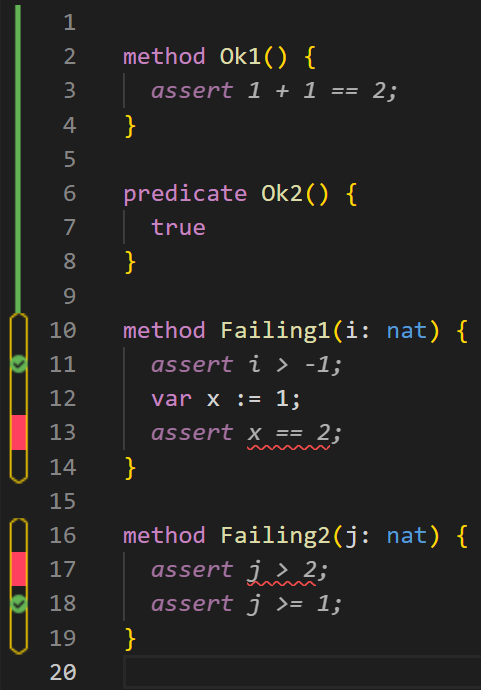 1
2 method Ok1() {
3 assert 1 + 1 == 2;
4 }
5
6 predicate Ok2() {
7 true
8 }
9
10 method Failing1(i: nat) {
11 assert i > -1;
12 var x := 1;
13 assert x == 2;
14 }
15
16 method Failing2(j: nat) {
17 assert j > 2;
18 assert j >= 1;
19 }
20